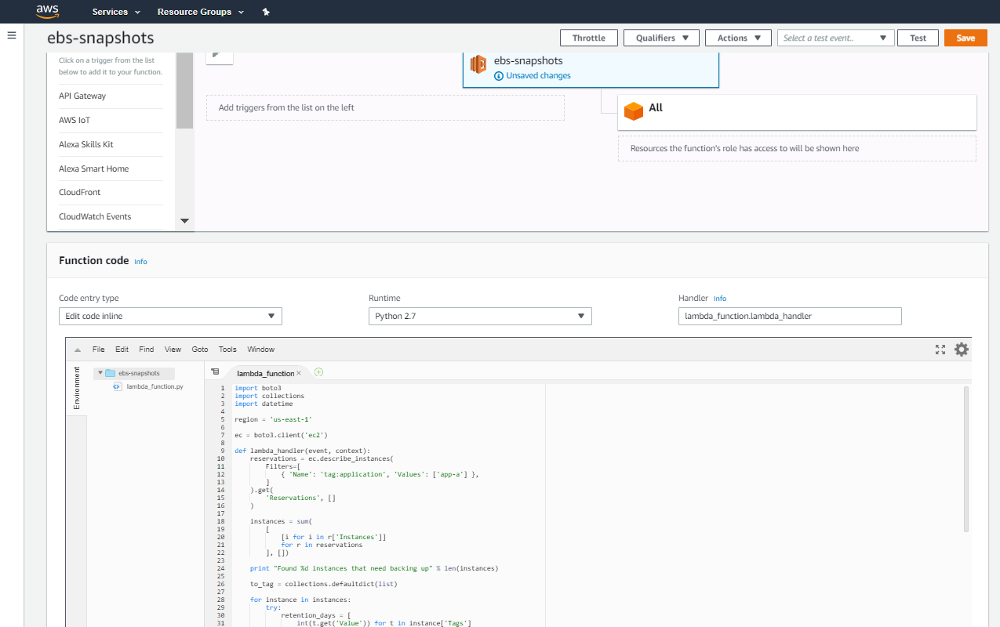 aws
Services
Resource Groups
ebs-snapshots
Throttle
Qualifiers
Actions
Select a test event..
Test
Save
Click on a trigger from the list
below to add it to your function.
API Gateway
AWS IoT
Alexa Skills Kit
Alexa Smart Home
CloudFront
CloudWatch Events
ebs-snapshots
Unsaved changes
Add triggers from the list on the left
All
Resources the function's role has access to will be shown here
Function code Info
Code entry type
Edit code inline
Runtime
Python 2.7
Handler Info
lambda_function.lambda_handler
File Edit Find View Goto Tools Window
Environment
ebs-snapshots
lambda_function.py
lambda_function
1 import boto3
2 import collections
3 import datetime
4
5 region = 'us-east-1'
6
7 ec = boto3.client('ec2')
8
9 def lambda_handler(event, context):
10     reservations = ec.describe_instances(
11         Filters=[
12             { 'Name': 'tag:application', 'Values': ['app-a'] },
13         ]
14     ).get(
15         'Reservations', []
16     )
17
18     instances = sum(
19         [
20             [i for i in r['Instances']]
21             for r in reservations
22         ], [])
23
24     print "Found %d instances that need backing up" % len(instances)
25
26     to_tag = collections.defaultdict(list)
27
28     for instance in instances:
29         try:
30             retention_days = [
31                 int(t.get('Value')) for t in instance['Tags']